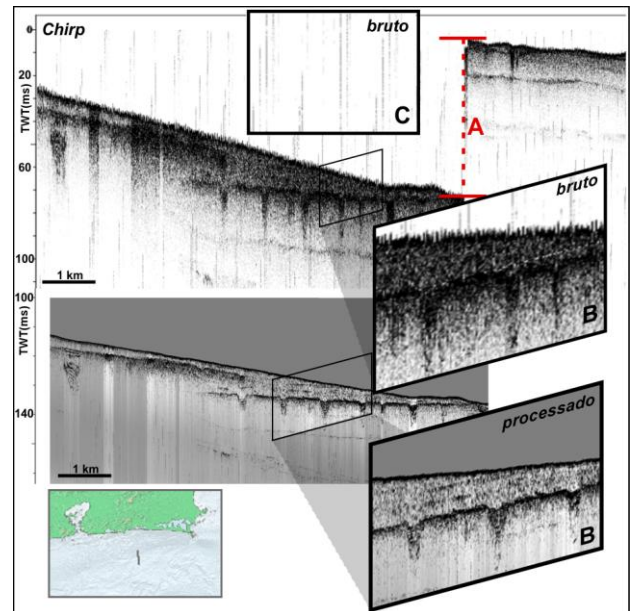 Chirp
bruto
C
A
0
20
TWT(ms)
60
100
1 km
bruto
B
100
TWT(ms)
140
1 km
processado
B